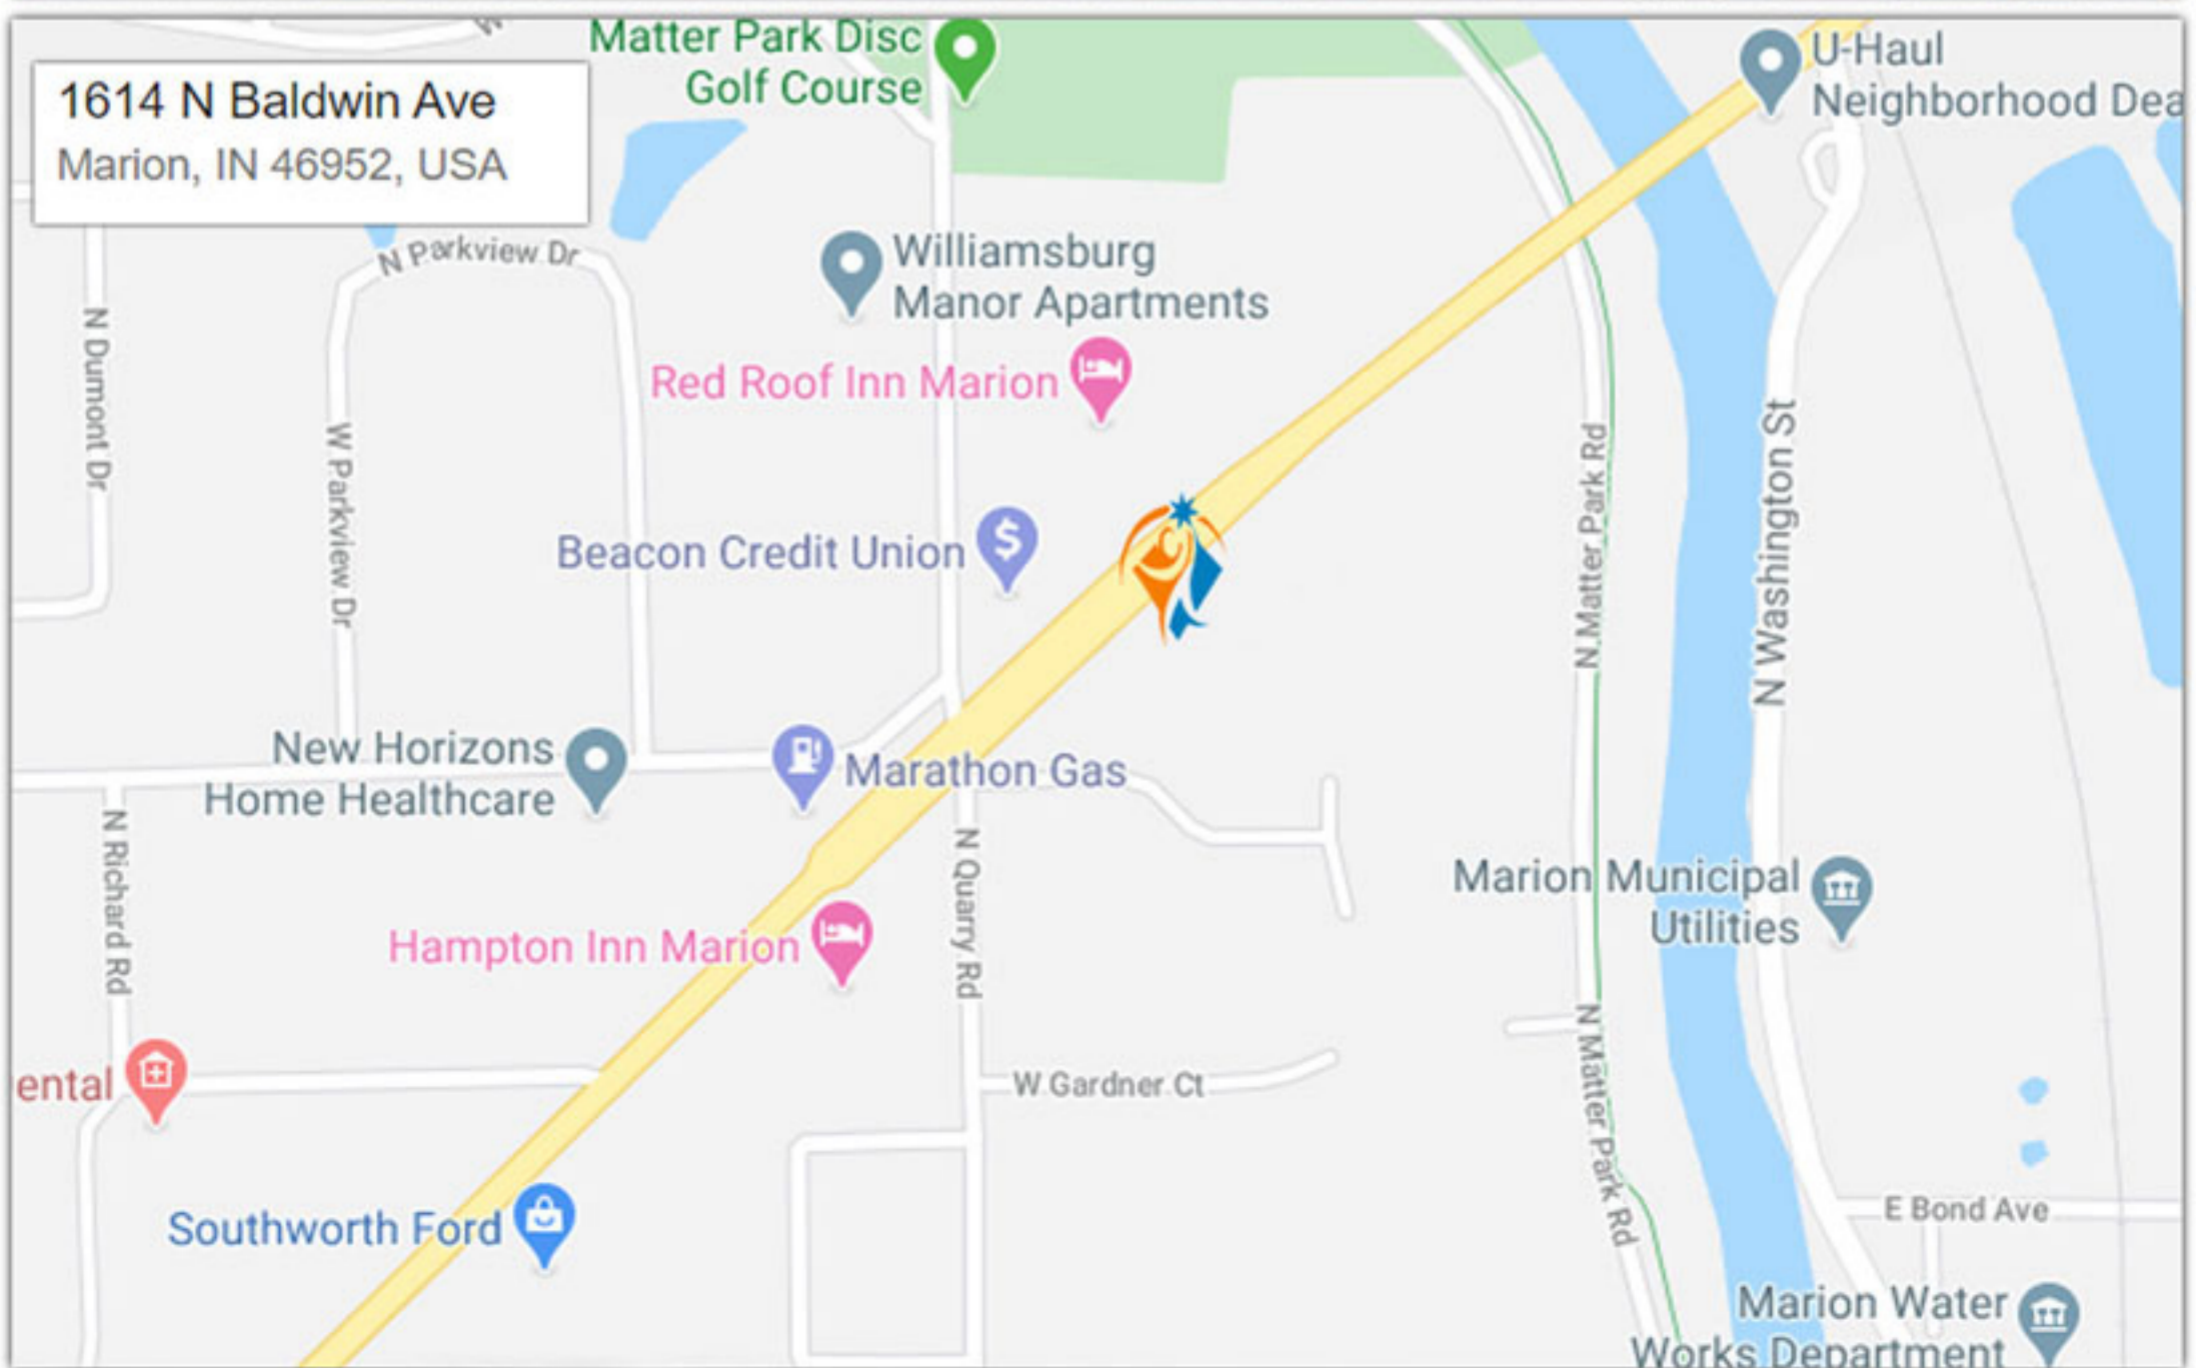 Matter Park Disc
Golf Course
U-Haul
Neighborhood Dea
1614 N Baldwin Ave
Marion, IN 46952, USA
N Parkview Dr
Williamsburg
Manor Apartments
N Dumont Dr
Red Roof Inn Marion
W Parkview Dr
N Matter Park Rd
N Washington St
Beacon Credit Union
New Horizons
Home Healthcare
Marathon Gas
N Richard Rd
N Quarry Rd
Marion Municipal
Utilities
Hampton Inn Marion
N Matter Park Rd
ental
W Gardner Ct
Southworth Ford
E Bond Ave
Marion Water
Works Department